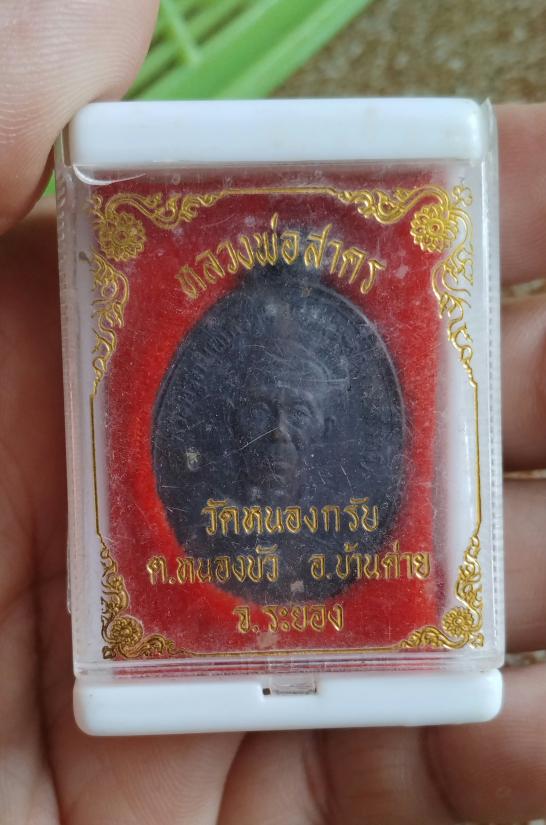 หลวงพ่อสาคร
วัดหนองกรับ
ต.หนองบัว อ.บ้านค่าย
จ.ระยอง